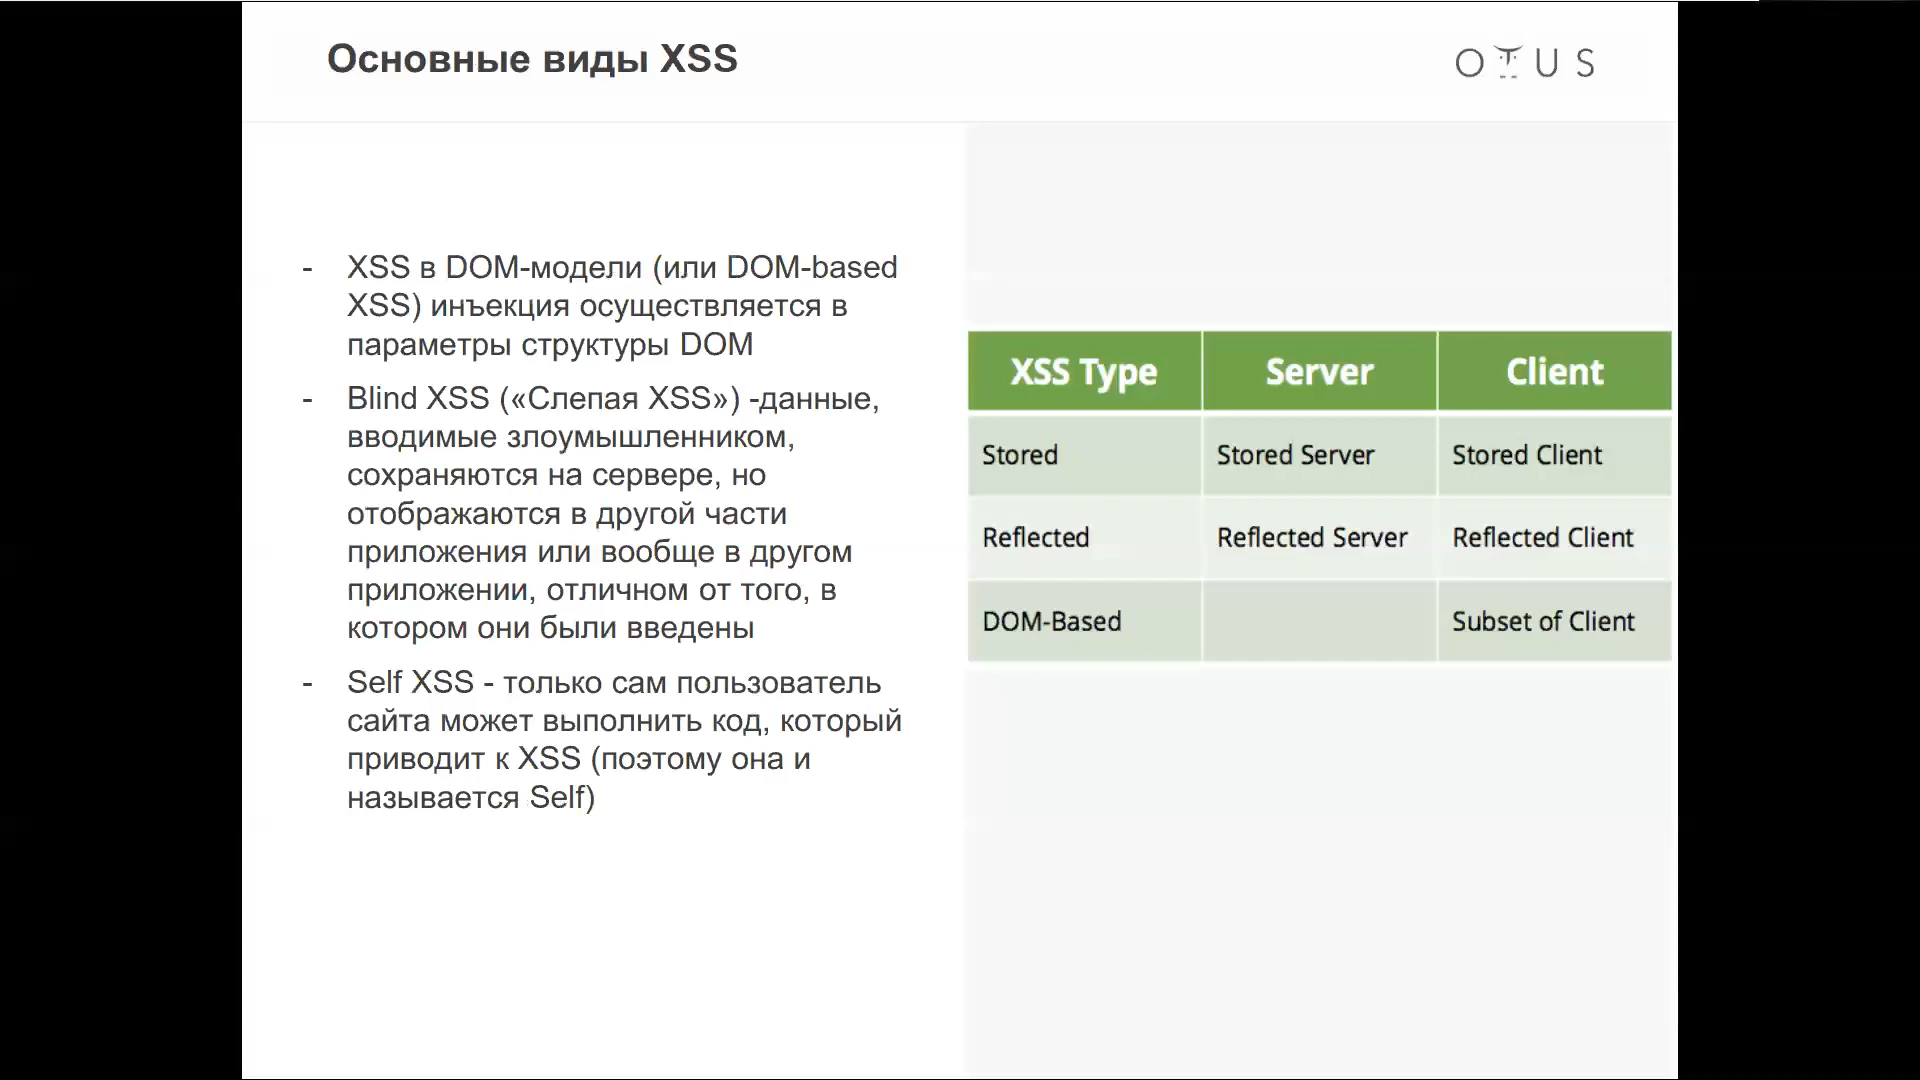 Основные виды XSS
OTUS
- XSS в DOM-модели (или DOM-based
XSS) инъекция осуществляется в
параметры структуры DOM
- Blind XSS («Слепая XSS») -данные,
вводимые злоумышленником,
сохраняются на сервере, но
отображаются в другой части
приложения или вообще в другом
приложении, отличном от того, в
котором они были введены
- Self XSS - только сам пользователь
сайта может выполнить код, который
приводит к XSS (поэтому она и
называется Self)
XSS Type Server Client
Stored Stored Server Stored Client
Reflected Reflected Server Reflected Client
DOM-Based Subset of Client